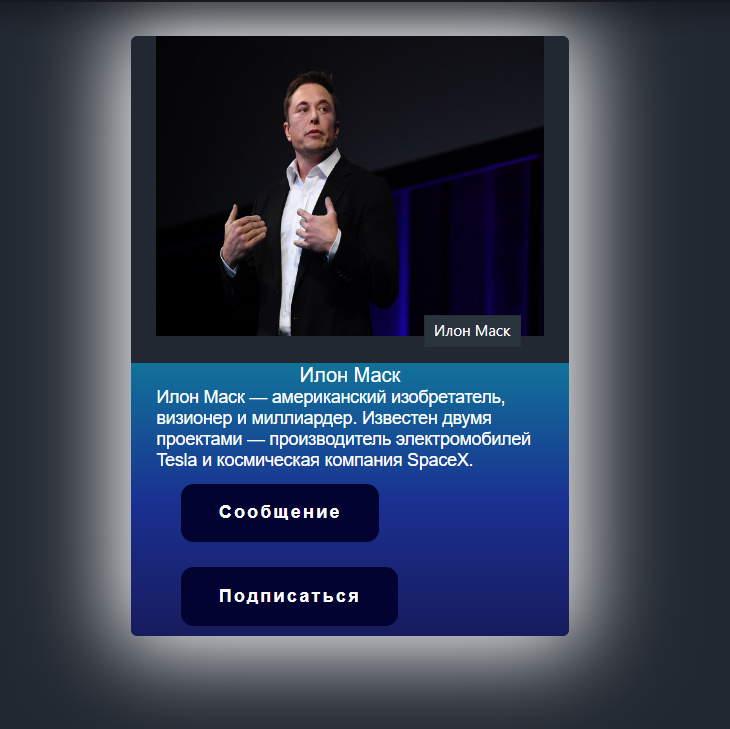 Илон Маск
Илон Маск
Илон Маск — американский изобретатель,
визионер и миллиардер. Известен двумя
проектами — производитель электромобилей
Tesla и космическая компания SpaceX.
Сообщение
Подписаться